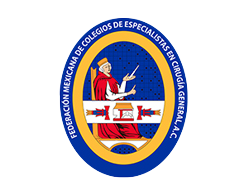 FEDERACIÓN MEXICANA DE COLEGIOS DE ESPECIALISTAS EN CIRUGÍA GENERAL, A.C.